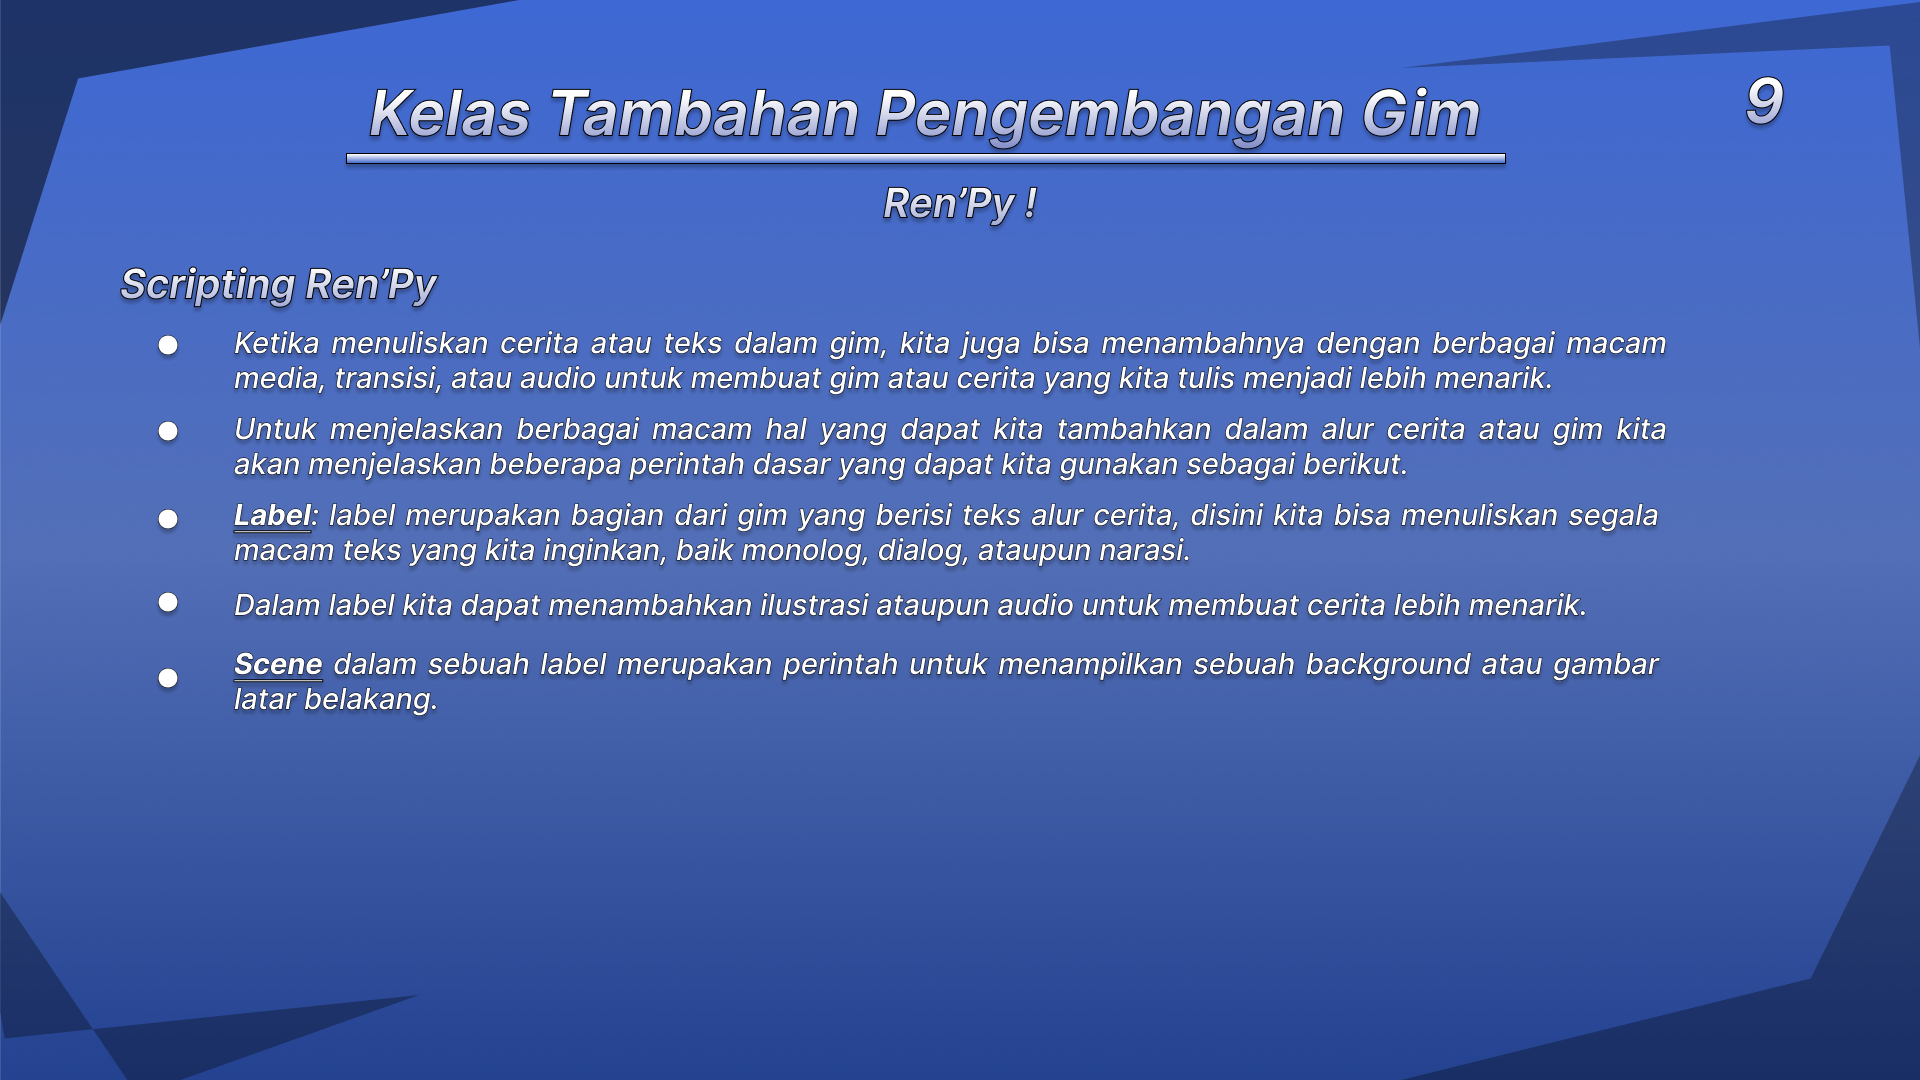 Kelas Tambahan Pengembangan Gim
9
Ren’Py !
Scripting Ren’Py
● Ketika menuliskan cerita atau teks dalam gim, kita juga bisa menambahnya dengan berbagai macam
media, transisi, atau audio untuk membuat gim atau cerita yang kita tulis menjadi lebih menarik.
● Untuk menjelaskan berbagai macam hal yang dapat kita tambahkan dalam alur cerita atau gim kita
akan menjelaskan beberapa perintah dasar yang dapat kita gunakan sebagai berikut.
● Label: label merupakan bagian dari gim yang berisi teks alur cerita, disini kita bisa menuliskan segala
macam teks yang kita inginkan, baik monolog, dialog, ataupun narasi.
● Dalam label kita dapat menambahkan ilustrasi ataupun audio untuk membuat cerita lebih menarik.
● Scene dalam sebuah label merupakan perintah untuk menampilkan sebuah background atau gambar
latar belakang.